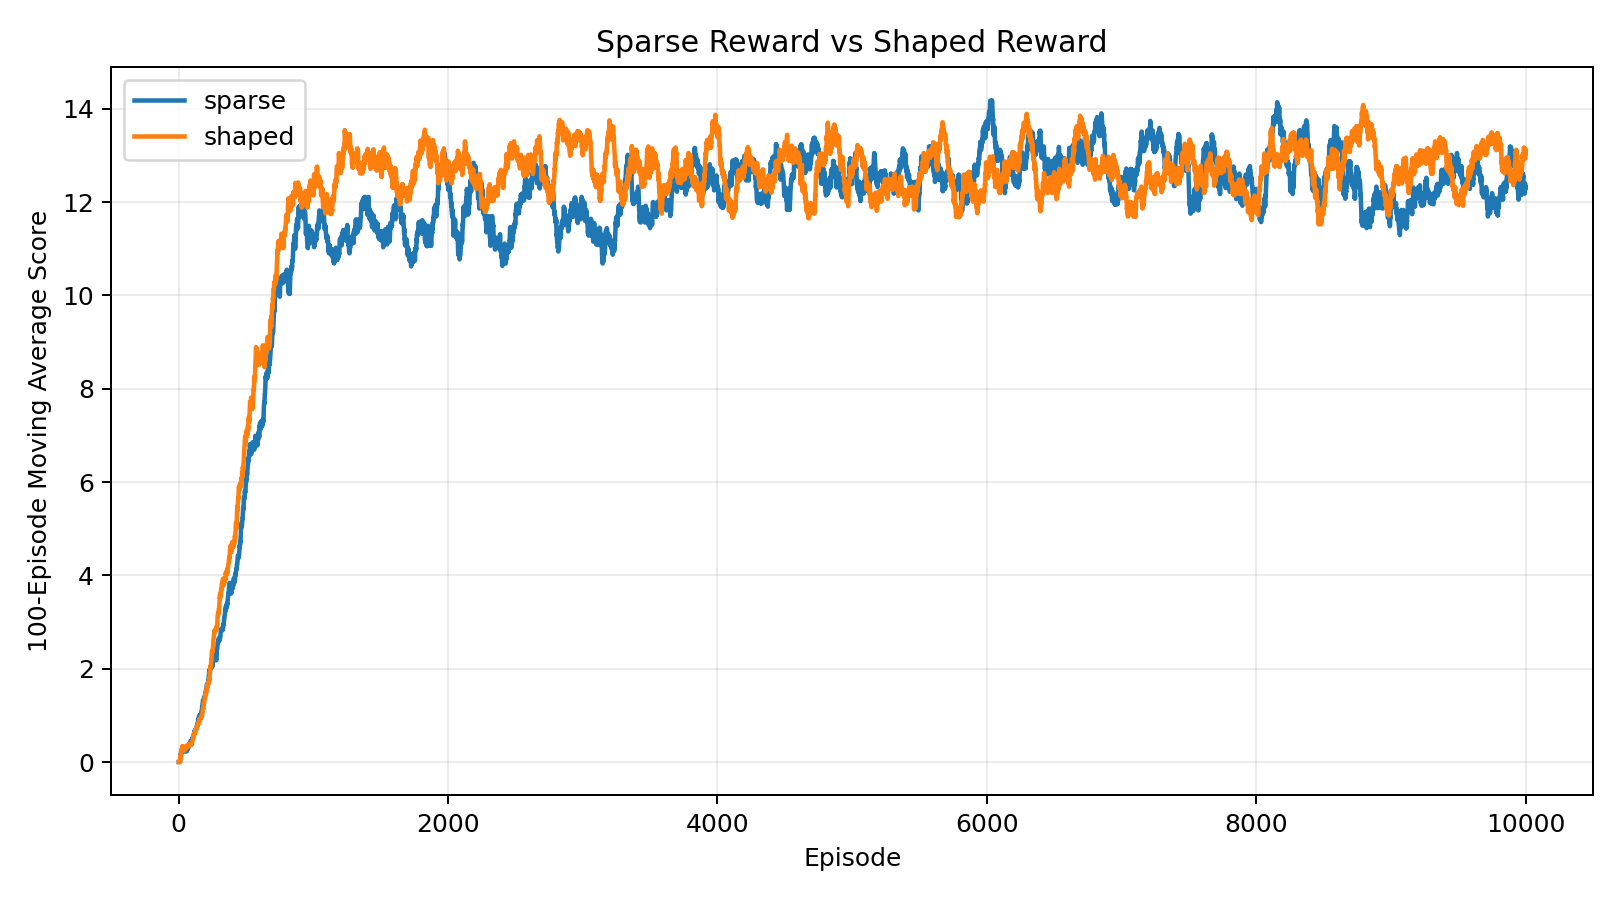 Sparse Reward vs Shaped Reward
sparse
shaped
100-Episode Moving Average Score
14
12
10
8
6
4
2
0
0 2000 4000 6000 8000 10000
Episode